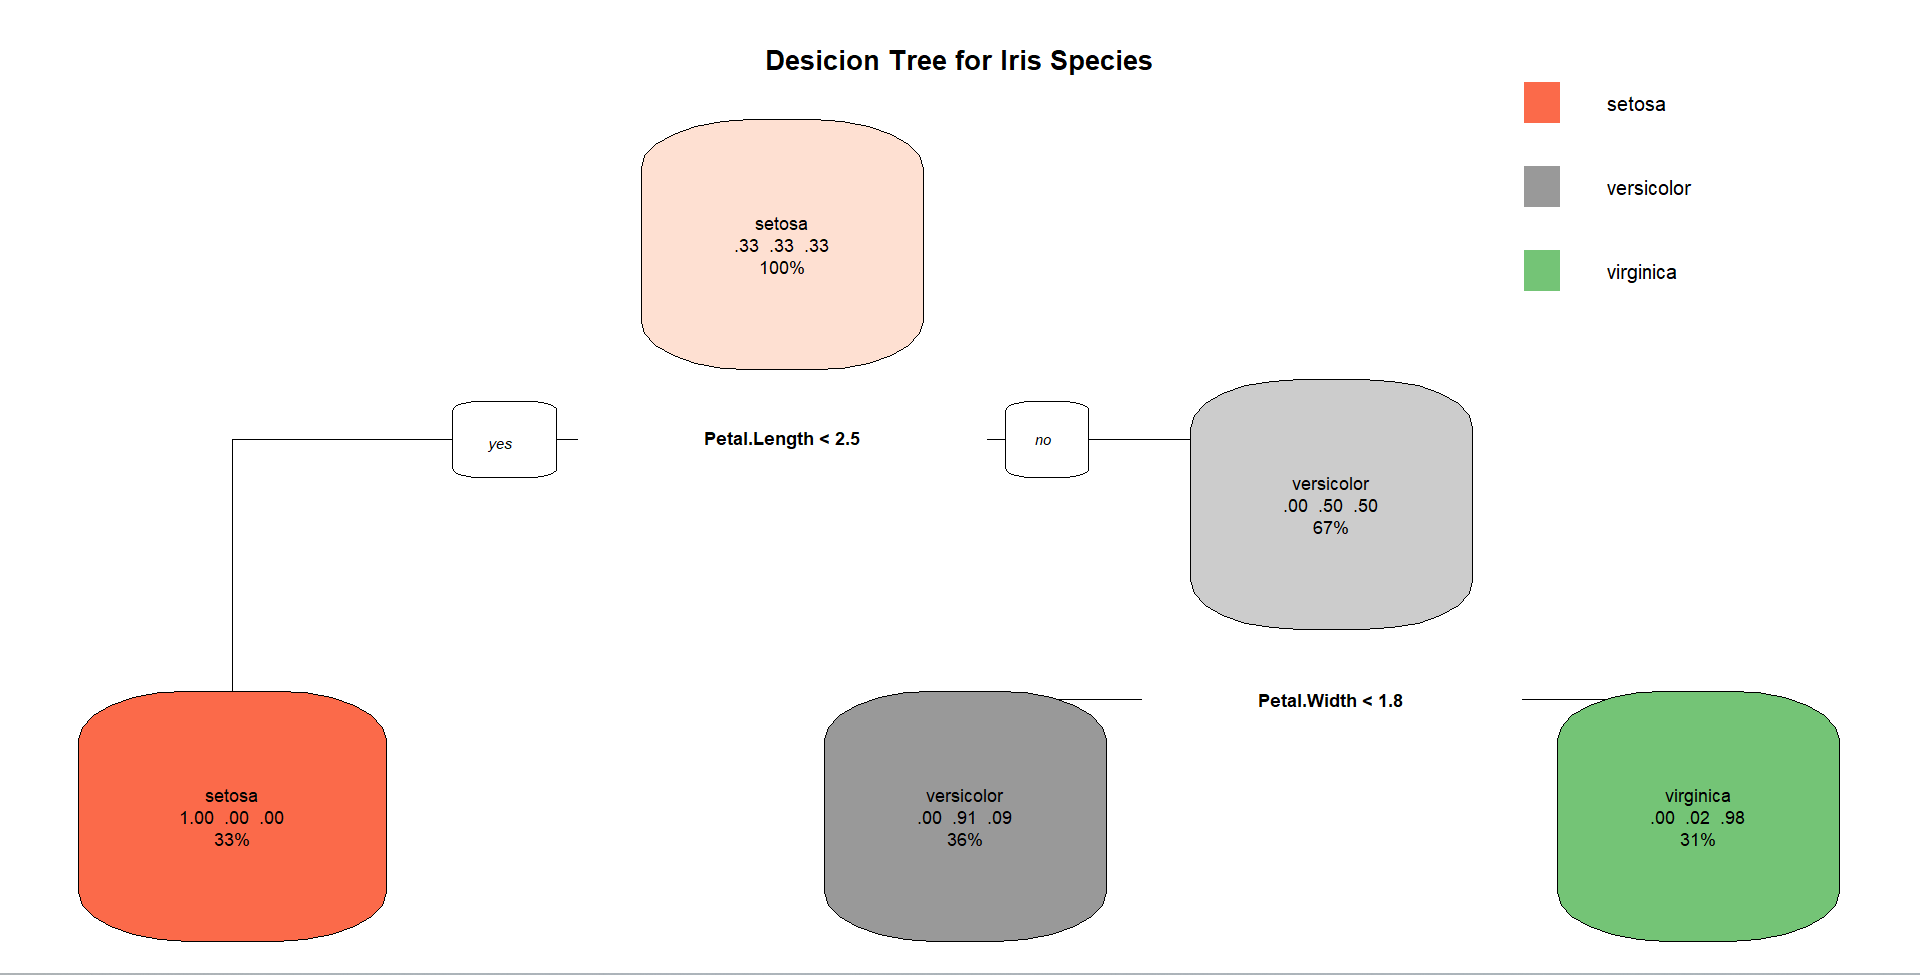 Desicion Tree for Iris Species
setosa
versicolor
virginica
setosa
.33 .33 .33
100%
yes
Petal.Length < 2.5
no
versicolor
.00 .50 .50
67%
Petal.Width < 1.8
setosa
1.00 .00 .00
33%
versicolor
.00 .91 .09
36%
virginica
.00 .02 .98
31%